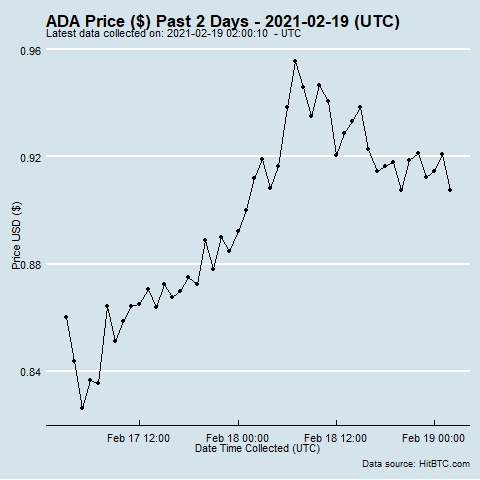 ADA Price ($) Past 2 Days - 2021-02-19 (UTC)
Latest data collected on: 2021-02-19 02:00:10  - UTC
0.96
0.92
0.88
0.84
Price USD ($)
Feb 17 12:00 Feb 18 00:00 Feb 18 12:00 Feb 19 00:00
Date Time Collected (UTC)
Data source: HitBTC.com